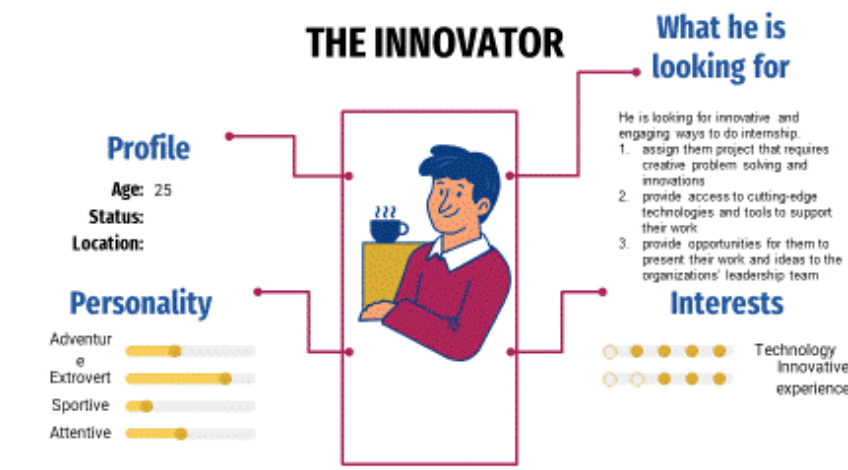 THE INNOVATOR
What he is
looking for
He is looking for innovative and
engaging ways to do internship.
1. assign them project that requires
creative problem solving and
innovations
2. provide access to cutting-edge
technologies and tools to support
their work
3. provide opportunities for them to
present their work and ideas to the
organizations' leadership team
Profile
Age: 25
Status:
Location:
Personality
Adventur
e
Extrovert
Sportive
Attentive
Interests
Technology
Innovative
experience